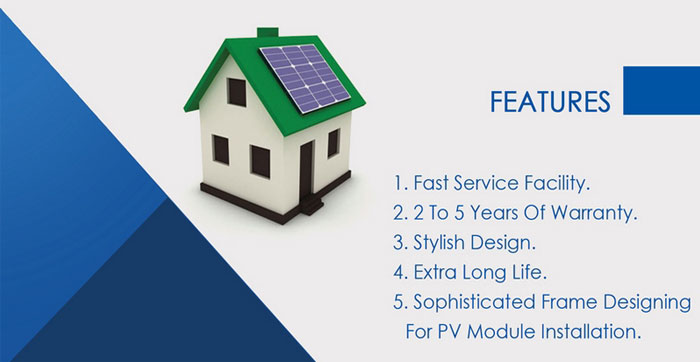 FEATURES
1. Fast Service Facility.
2. 2 To 5 Years Of Warranty.
3. Stylish Design.
4. Extra Long Life.
5. Sophisticated Frame Designing
For PV Module Installation.